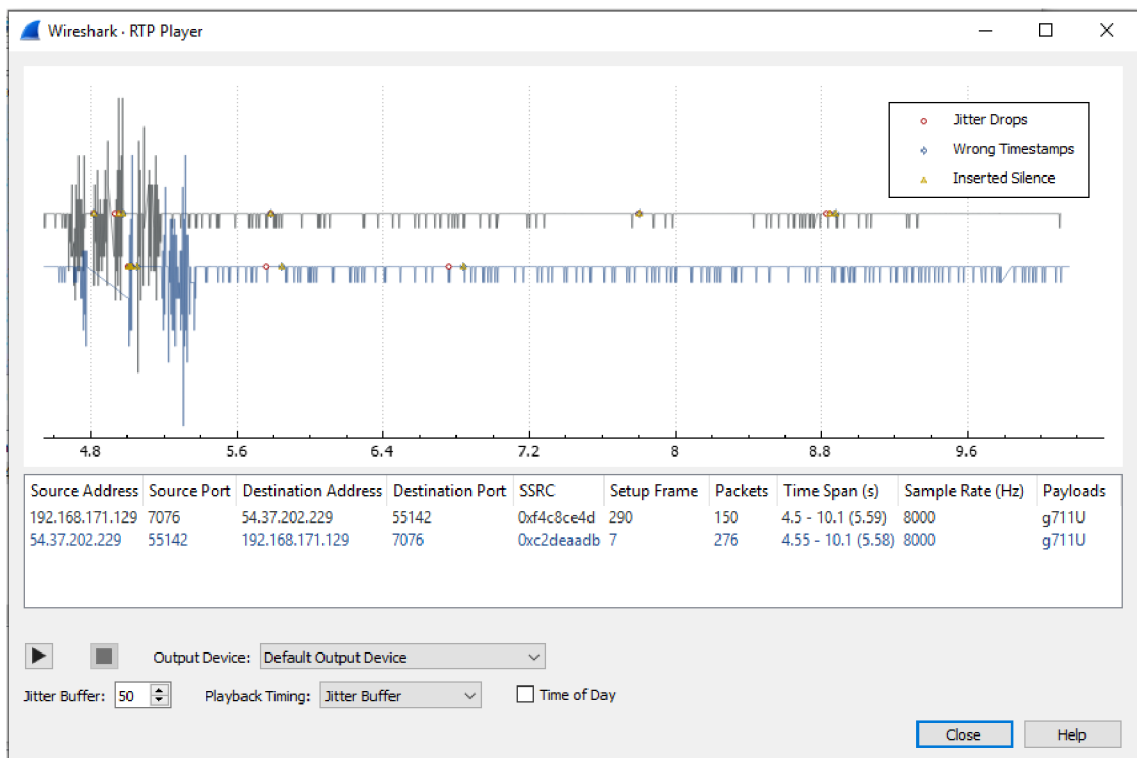 Wireshark · RTP Player
Jitter Drops
Wrong Timestamps
Inserted Silence
4.8 5.6 6.4 7.2 8 8.8 9.6
Source Address Source Port Destination Address Destination Port SSRC Setup Frame Packets Time Span (s) Sample Rate (Hz) Payloads
192.168.171.129 7076 54.37.202.229 55142 0xf4c8ce4d 290 150 4.5 - 10.1 (5.59) 8000 g711U
54.37.202.229 55142 192.168.171.129 7076 0xc2deaadb 7 276 4.55 - 10.1 (5.58) 8000 g711U
Output Device: Default Output Device
Jitter Buffer: 50 Playback Timing: Jitter Buffer Time of Day
Close Help